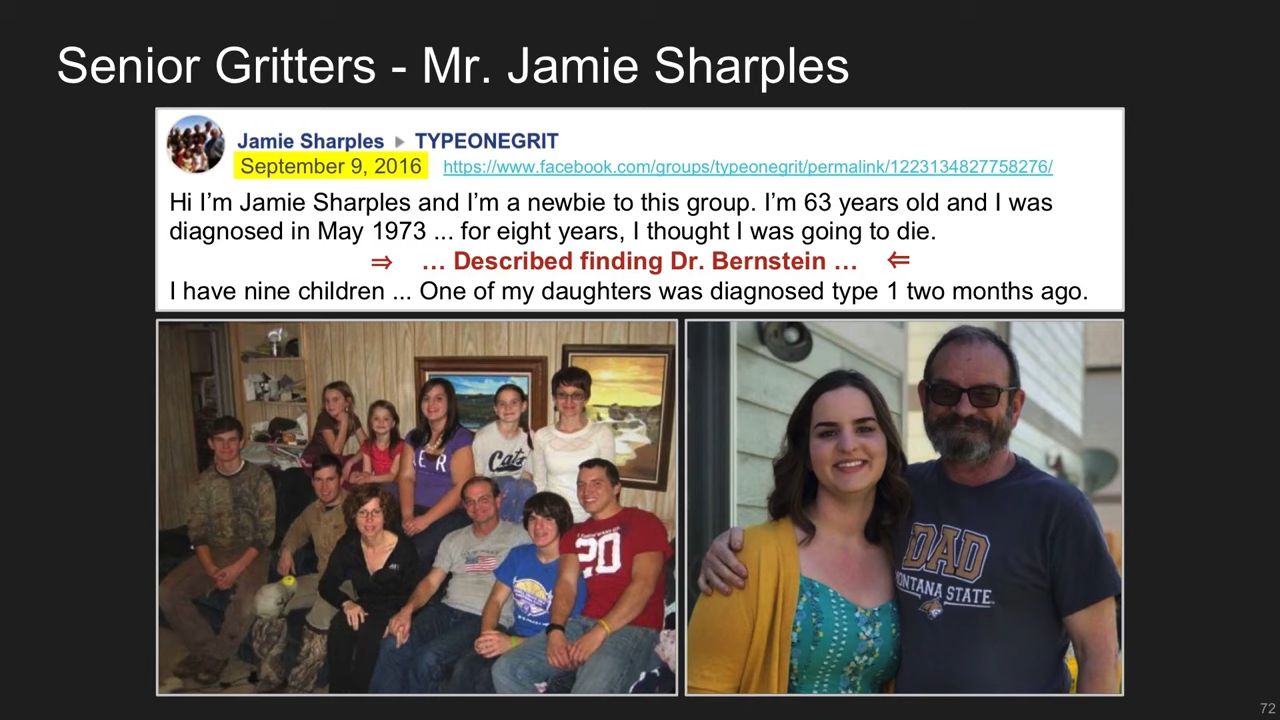 Senior Gritters - Mr. Jamie Sharples
Jamie Sharples ▸ TYPEONEGRIT
September 9, 2016 https://www.facebook.com/groups/typeonegrit/permalink/1223134827758276/
Hi I’m Jamie Sharples and I’m a newbie to this group. I’m 63 years old and I was
diagnosed in May 1973 ... for eight years, I thought I was going to die.
⇒ … Described finding Dr. Bernstein … ⇐
I have nine children ... One of my daughters was diagnosed type 1 two months ago.
E R
Cats
20
DAD
MONTANA STATE
72